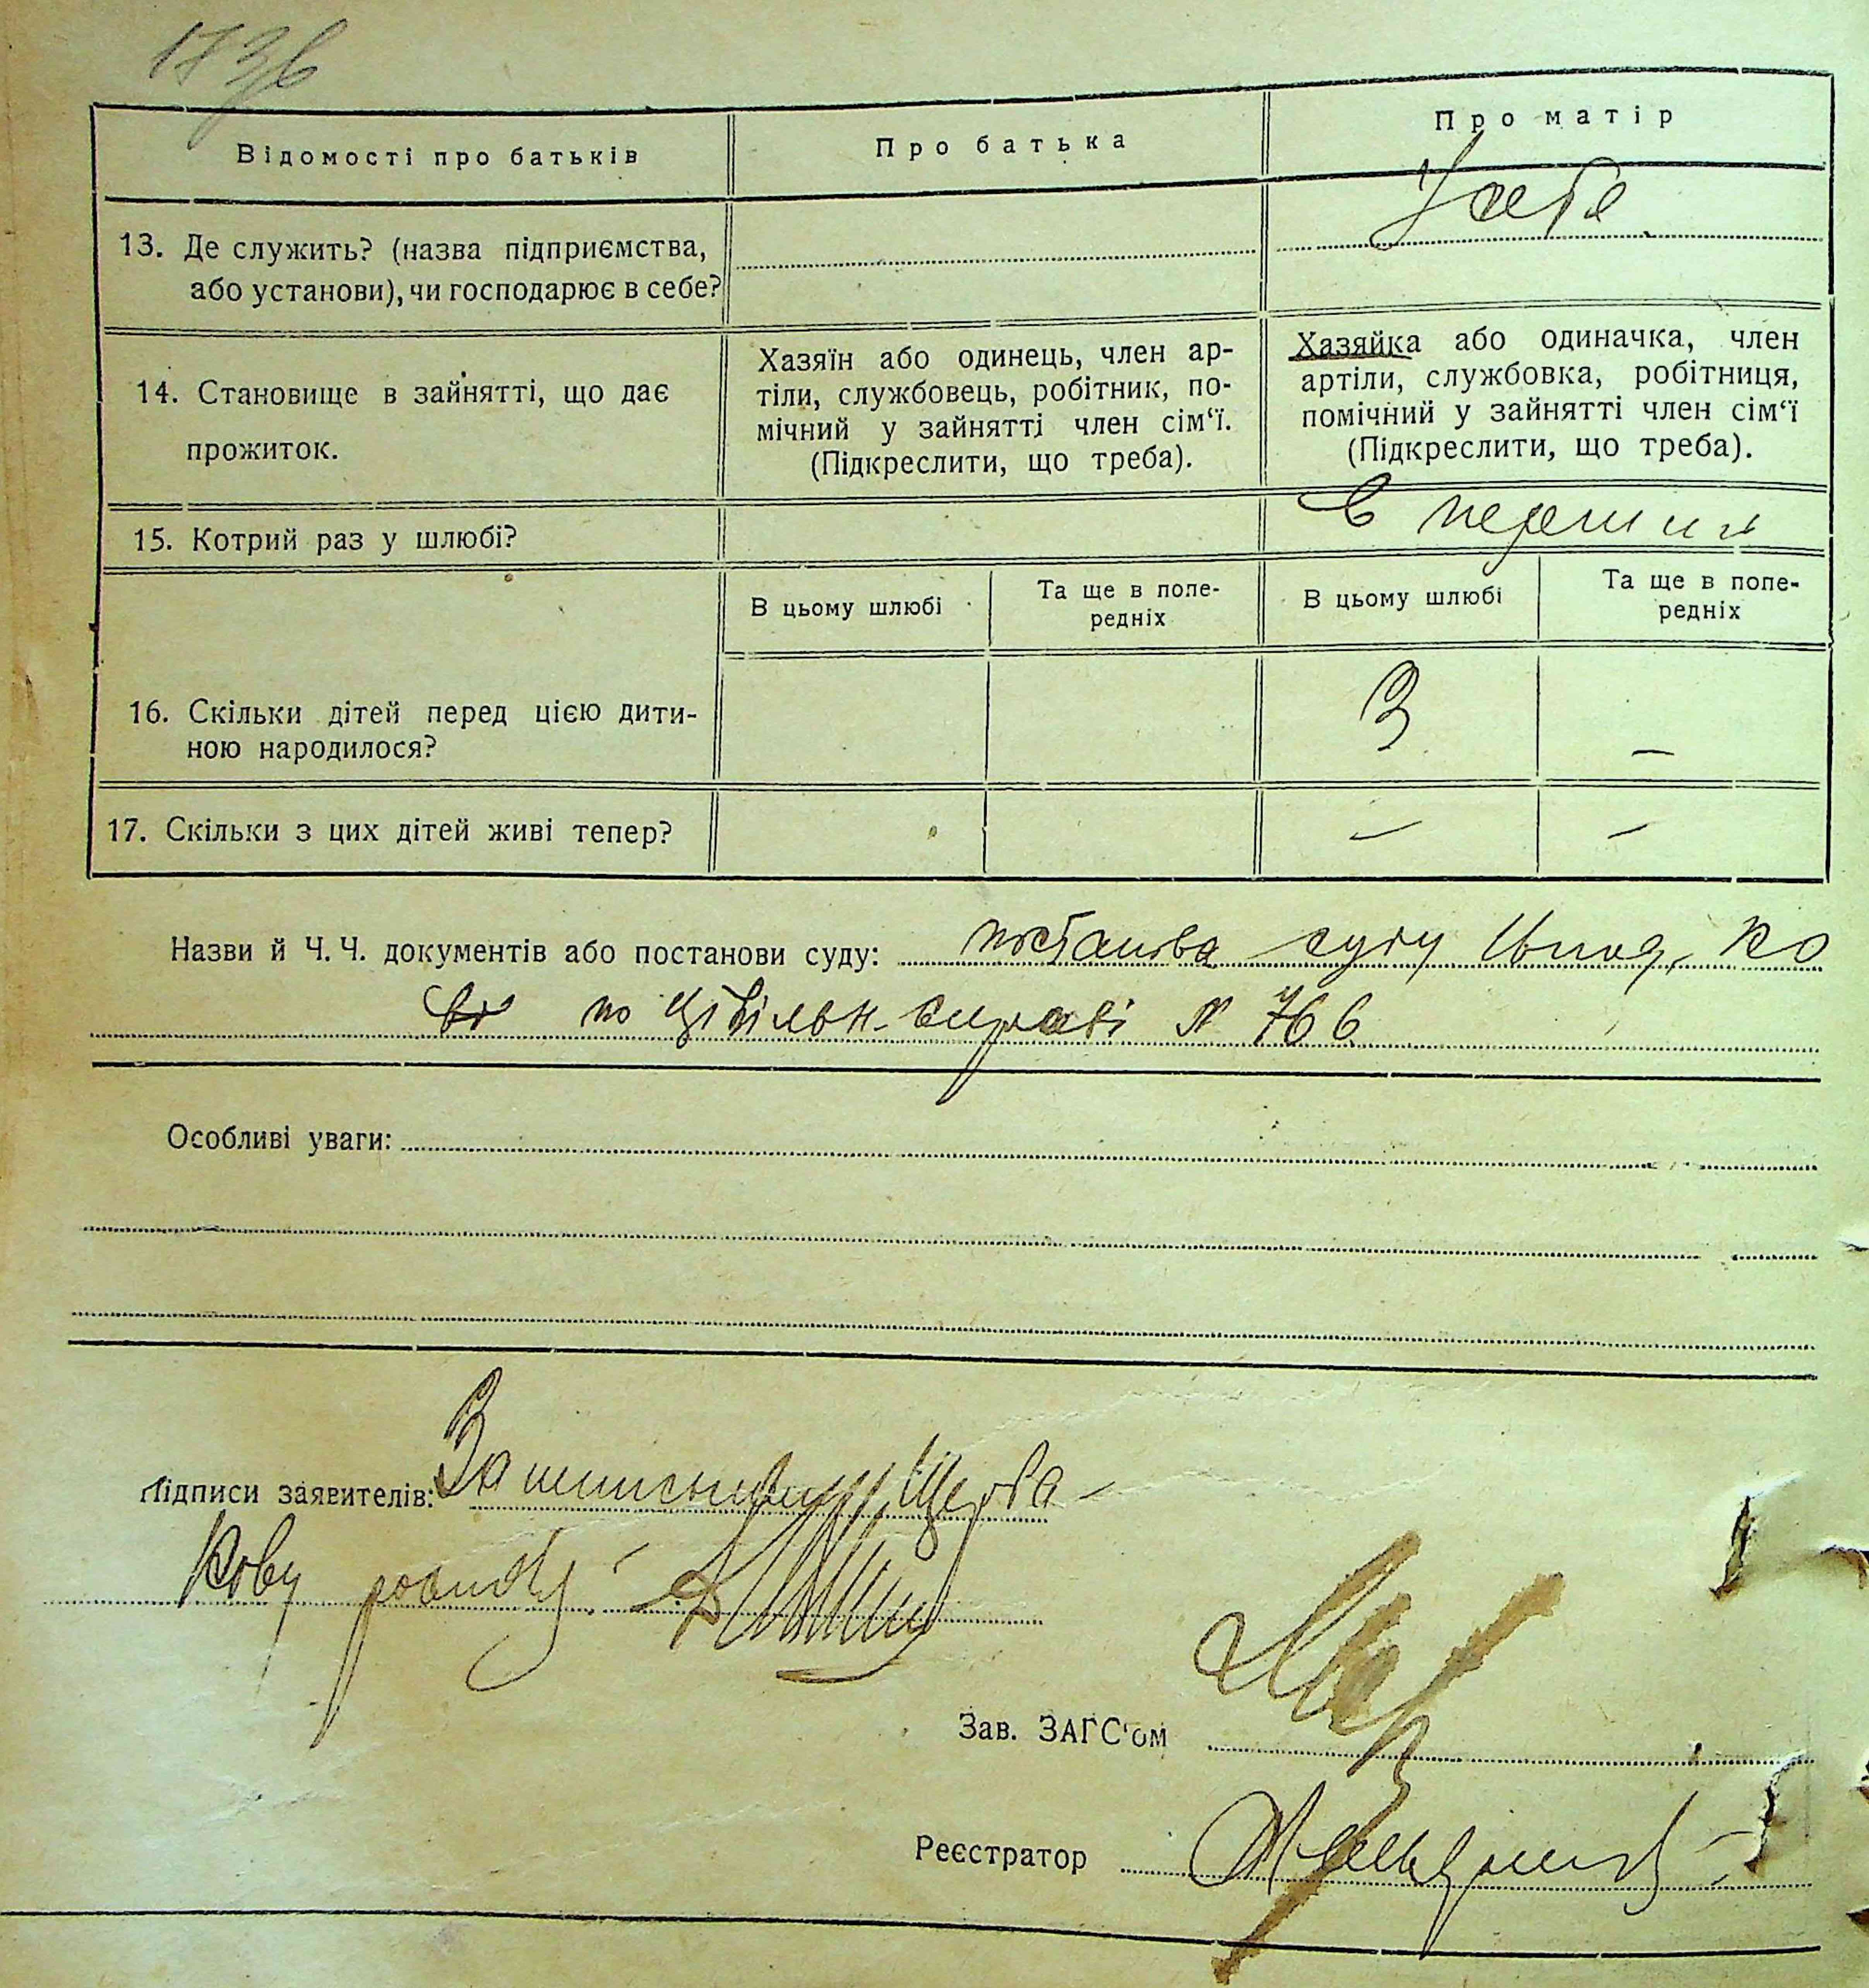 Відомості про батьків
Про батька
Про матір
13. Де служить? (назва підприємства,
або установи), чи господарює в себе?
У себе
14. Становище в зайнятті, що дає
прожиток.
Хазяїн або одинець, член ар-
тіли, службовець, робітник, по-
мічний у зайнятті член сім‘ї.
(Підкреслити, що треба).
Хазяйка або одиначка, член
артіли, службовка, робітниця,
помічний у зайнятті член сім‘ї
(Підкреслити, що треба).
15. Котрий раз у шлюбі?
В цьому шлюбі
Та ще в попе-
редніх
В цьому шлюбі
Та ще в попе-
редніх
16. Скільки дітей перед цією дити-
ною народилося?
3 —
17. Скільки з цих дітей живі тепер?
— —
Назви й Ч. Ч. документів або постанови суду: постанова суду
по цівільн. справі № 766
Особливі уваги:
Підписи заявителів:
Зав. ЗАГС‘ом
Реєстратор